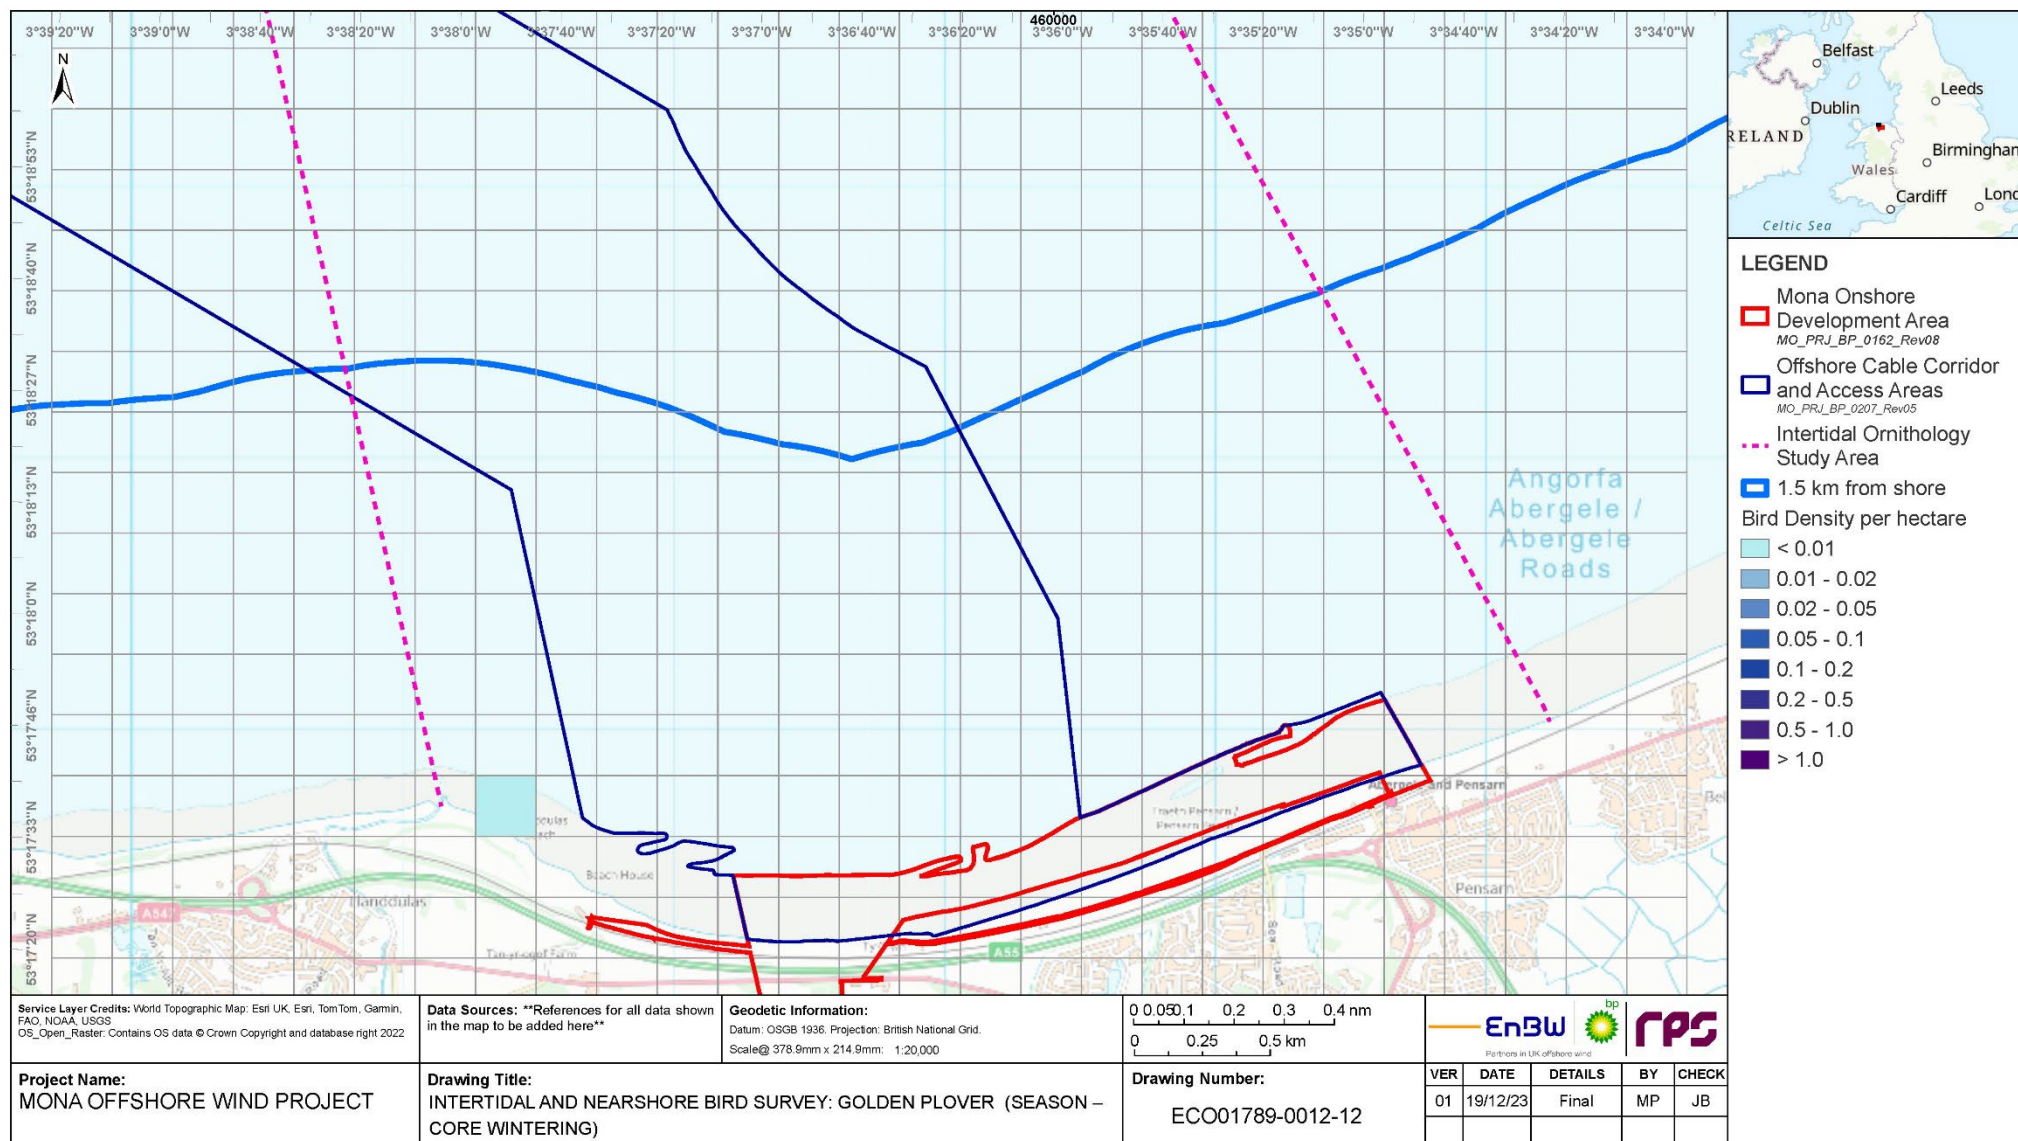 460000
3°39'20"W 3°39'0"W 3°38'40"W 3°38'20"W 3°38'0"W 3°37'40"W 3°37'20"W 3°37'0"W 3°36'40"W 3°36'20"W 3°36'0"W 3°35'40"W 3°35'20"W 3°35'0"W 3°34'40"W 3°34'20"W 3°34'0"W
N
53°18'53"N
53°18'40"N
53°18'27"N
53°18'13"N
53°18'0"N
53°17'46"N
53°17'33"N
53°17'20"N
Angorfa
Abergele /
Abergele
Roads
Abergele and Pensarn
Traeth Pensarn /
Beach House
Llanddulas
A547
A55
Pensarn
Belfast
Leeds
Dublin
RELAND
Birmingham
Wales
Cardiff
Lond
Celtic Sea
LEGEND
Mona Onshore
Development Area
MO_PRJ_BP_0162_Rev08
Offshore Cable Corridor
and Access Areas
MO_PRJ_BP_0207_Rev05
Intertidal Ornithology
Study Area
1.5 km from shore
Bird Density per hectare
< 0.01
0.01 - 0.02
0.02 - 0.05
0.05 - 0.1
0.1 - 0.2
0.2 - 0.5
0.5 - 1.0
> 1.0
Service Layer Credits: World Topographic Map: Esri UK, Esri, TomTom, Garmin,
FAO, NOAA, USGS
OS_Open_Raster: Contains OS data © Crown Copyright and database right 2022
Data Sources: **References for all data shown
in the map to be added here**
Geodetic Information:
Datum: OSGB 1936. Projection: British National Grid.
Scale@ 378.9mm x 214.9mm: 1:20,000
0 0.05 0.1 0.2 0.3 0.4 nm
0 0.25 0.5 km
EnBW
bp
rps
Partners in UK offshore wind
Project Name:
MONA OFFSHORE WIND PROJECT
Drawing Title:
INTERTIDAL AND NEARSHORE BIRD SURVEY: GOLDEN PLOVER (SEASON –
CORE WINTERING)
Drawing Number:
ECO01789-0012-12
VER DATE DETAILS BY CHECK
01 19/12/23 Final MP JB